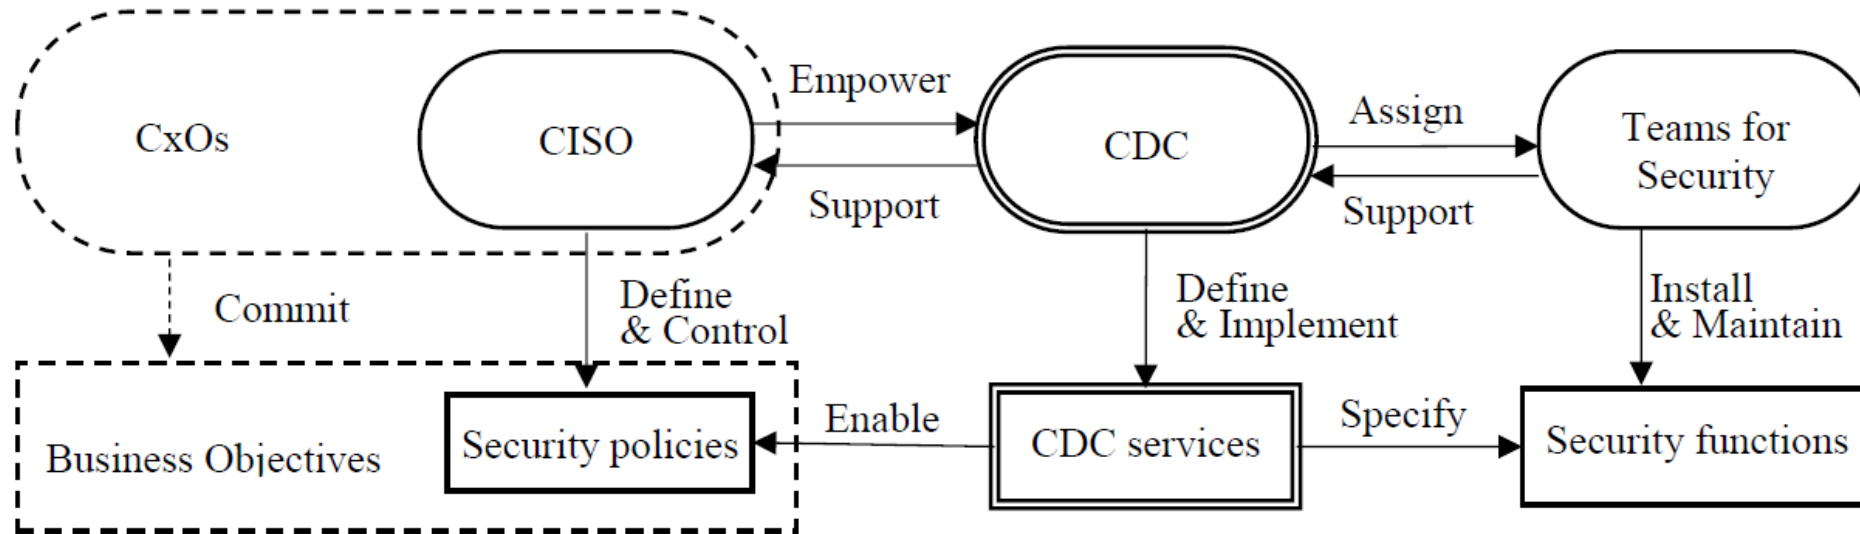 Empower
Assign
CxOs
CISO
CDC
Teams for
Security
Support
Support
Commit
Define
& Control
Define
& Implement
Install
& Maintain
Business Objectives
Security policies
Enable
CDC services
Specify
Security functions